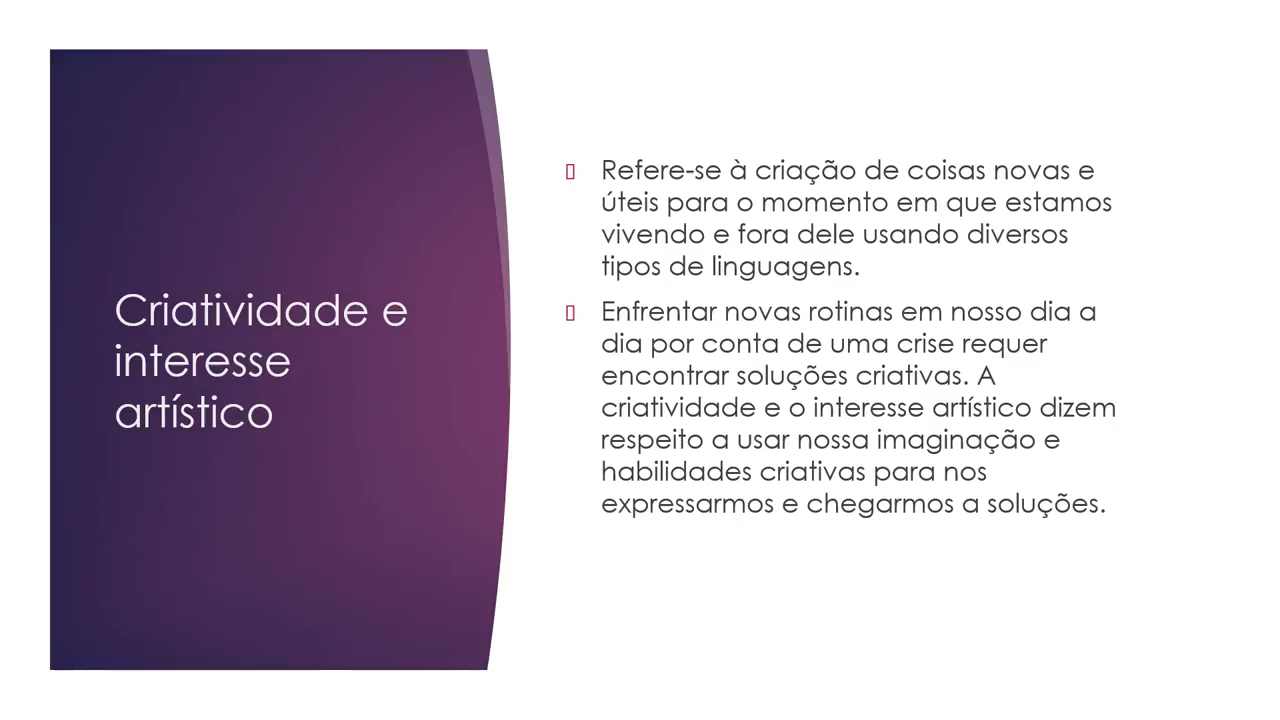 Criatividade e
interesse
artístico
Refere-se à criação de coisas novas e
úteis para o momento em que estamos
vivendo e fora dele usando diversos
tipos de linguagens.
Enfrentar novas rotinas em nosso dia a
dia por conta de uma crise requer
encontrar soluções criativas. A
criatividade e o interesse artístico dizem
respeito a usar nossa imaginação e
habilidades criativas para nos
expressarmos e chegarmos a soluções.